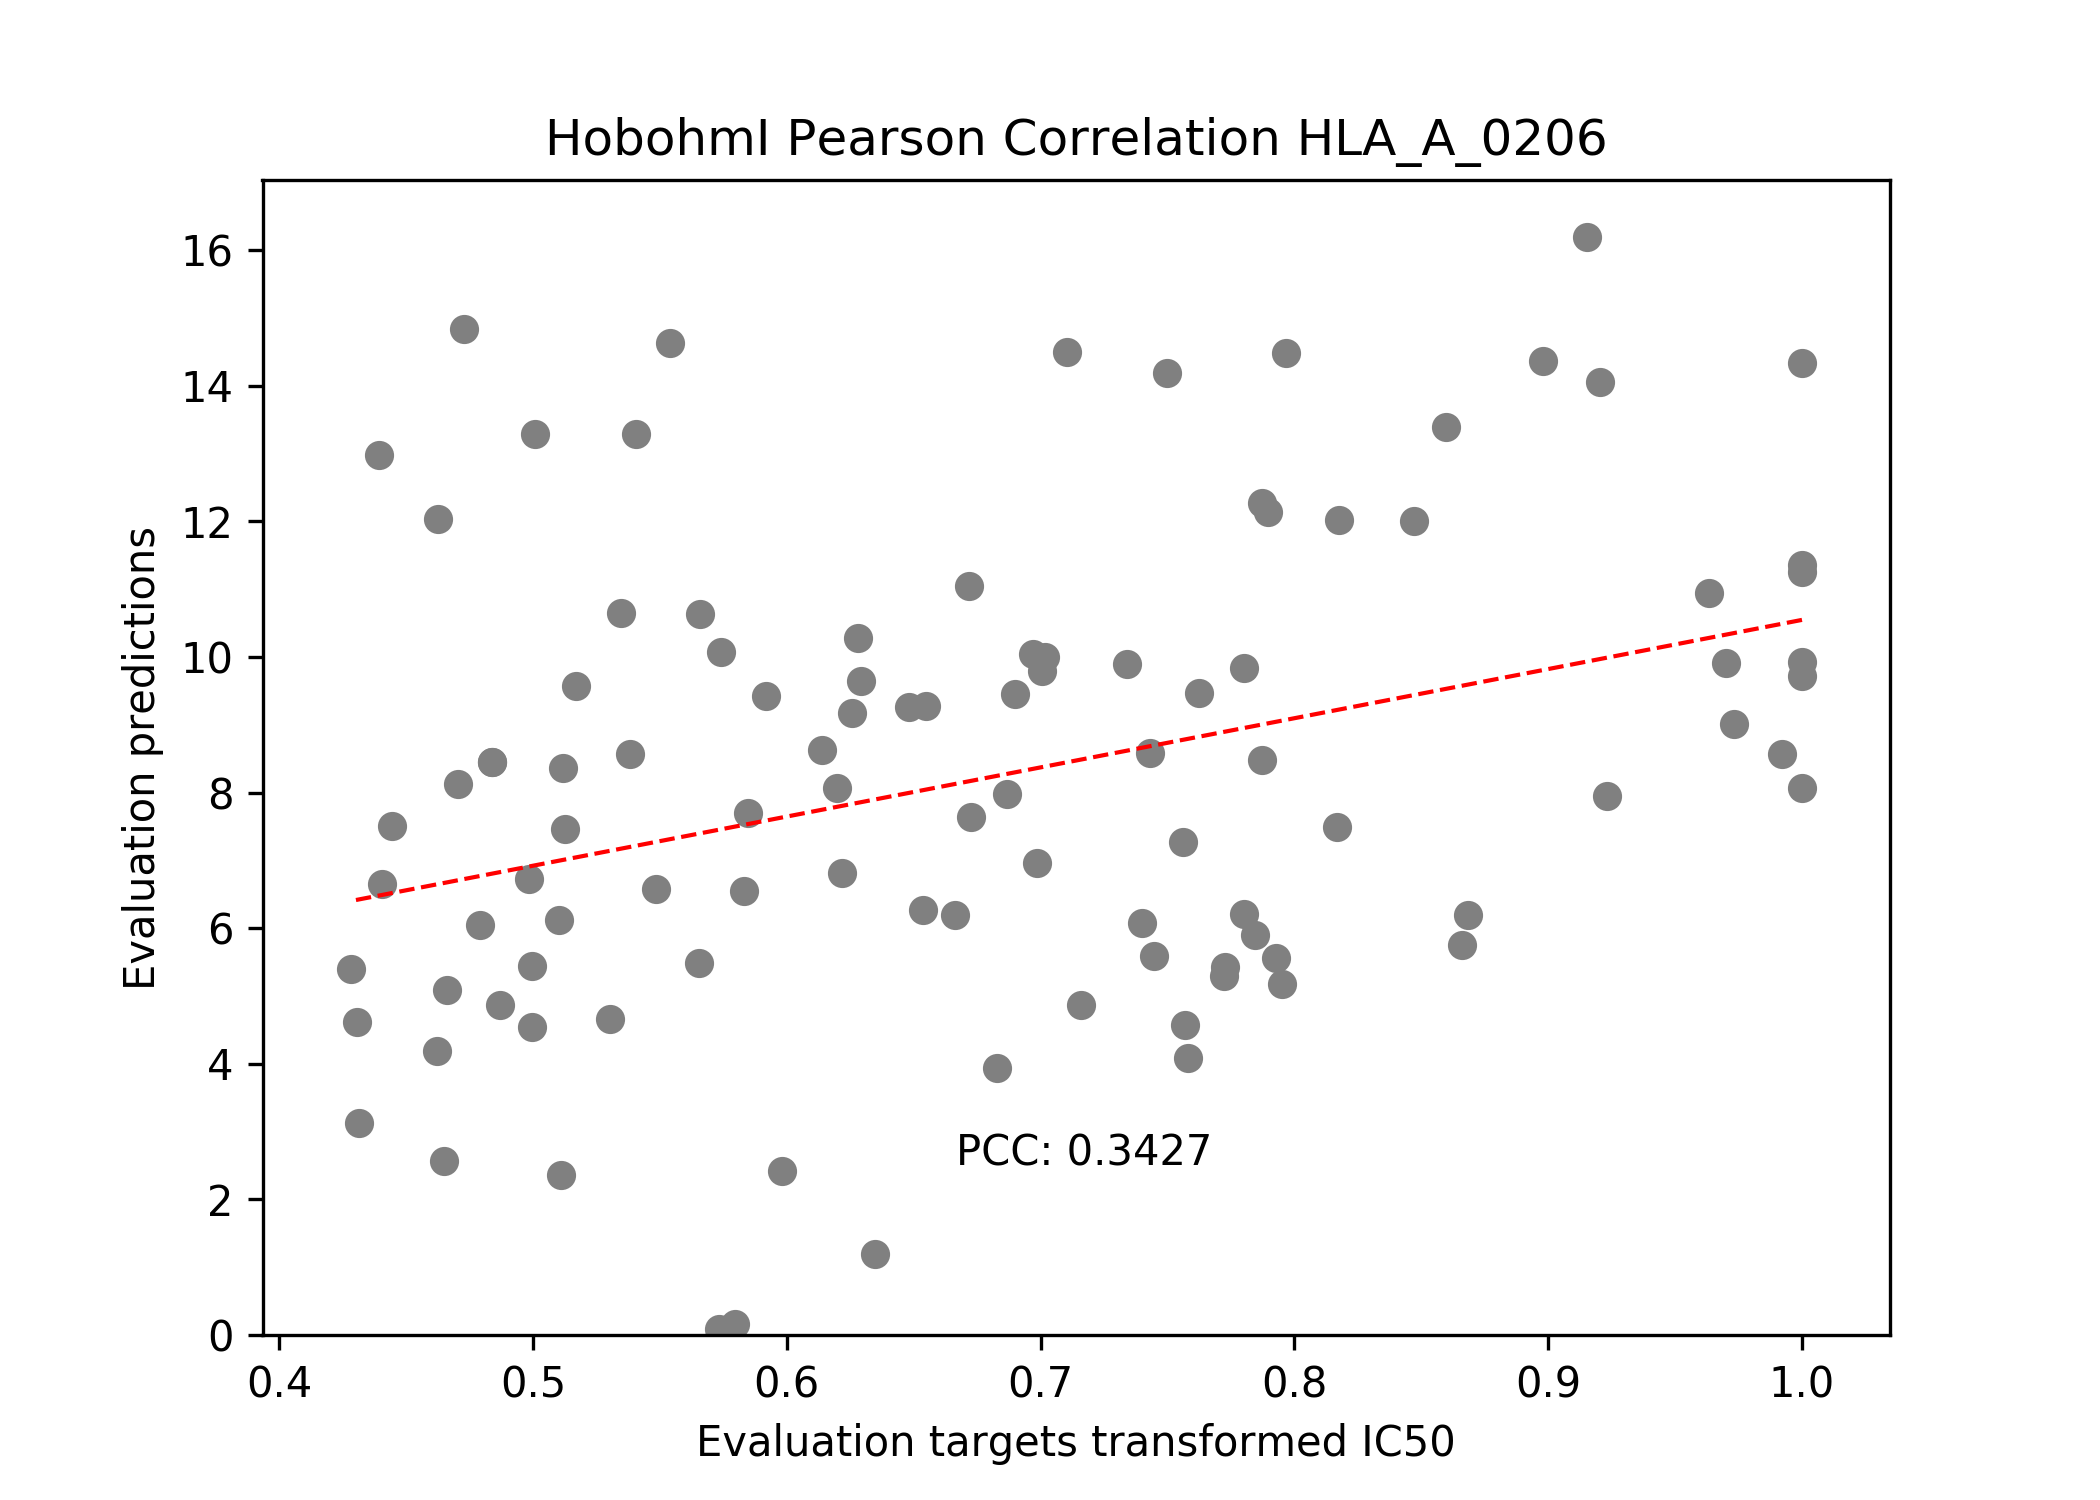 HobohmI Pearson Correlation HLA_A_0206
Evaluation predictions
16
14
12
10
8
6
4
2
0
PCC: 0.3427
0.4 0.5 0.6 0.7 0.8 0.9 1.0
Evaluation targets transformed IC50